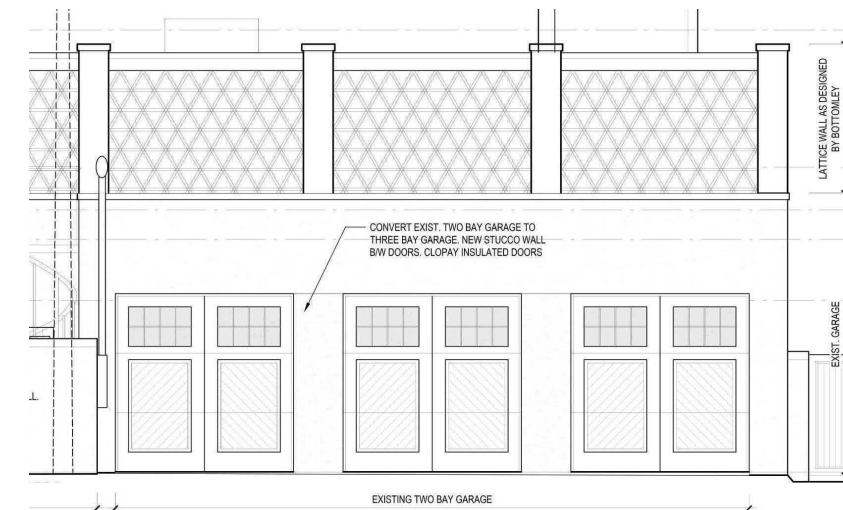 LATTICE WALL AS DESIGNED
BY BOTTOMLEY
CONVERT EXIST. TWO BAY GARAGE TO
THREE BAY GARAGE. NEW STUCCO WALL
B/W DOORS. CLOPAY INSULATED DOORS
EXIST. GARAGE
LL.
EXISTING TWO BAY GARAGE